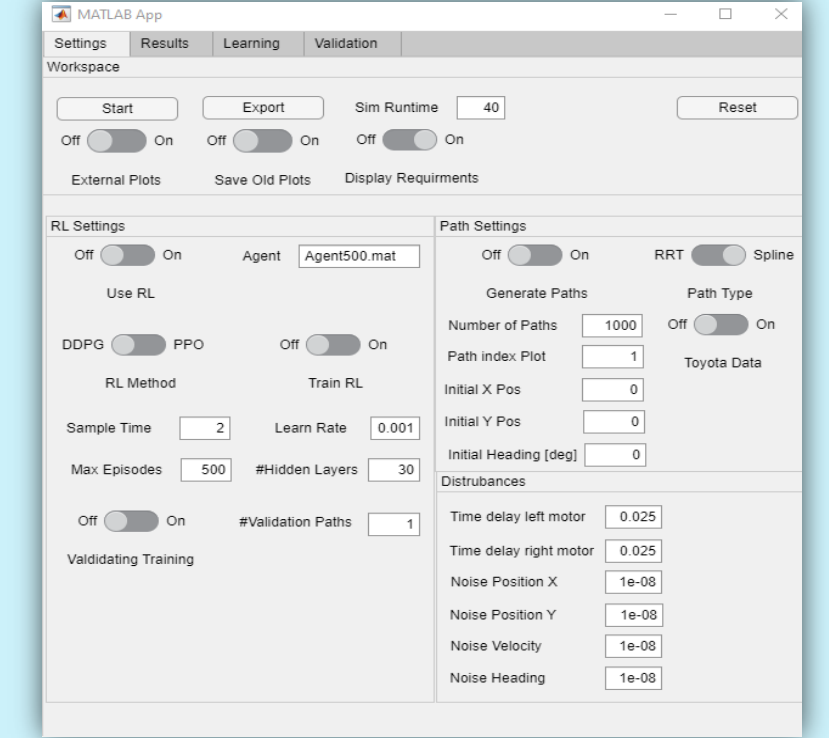 MATLAB App
Settings Results Learning Validation
Workspace
Start Export Sim Runtime 40 Reset
Off On Off On Off On
External Plots Save Old Plots Display Requirments
RL Settings
Off On Agent Agent500.mat
Use RL
DDPG PPO Off On
RL Method Train RL
Sample Time 2 Learn Rate 0.001
Max Episodes 500 #Hidden Layers 30
Off On #Validation Paths 1
Valdidating Training
Path Settings
Off On RRT Spline
Generate Paths Path Type
Number of Paths 1000 Off On
Path index Plot 1 Toyota Data
Initial X Pos 0
Initial Y Pos 0
Initial Heading [deg] 0
Distrubances
Time delay left motor 0.025
Time delay right motor 0.025
Noise Position X 1e-08
Noise Position Y 1e-08
Noise Velocity 1e-08
Noise Heading 1e-08